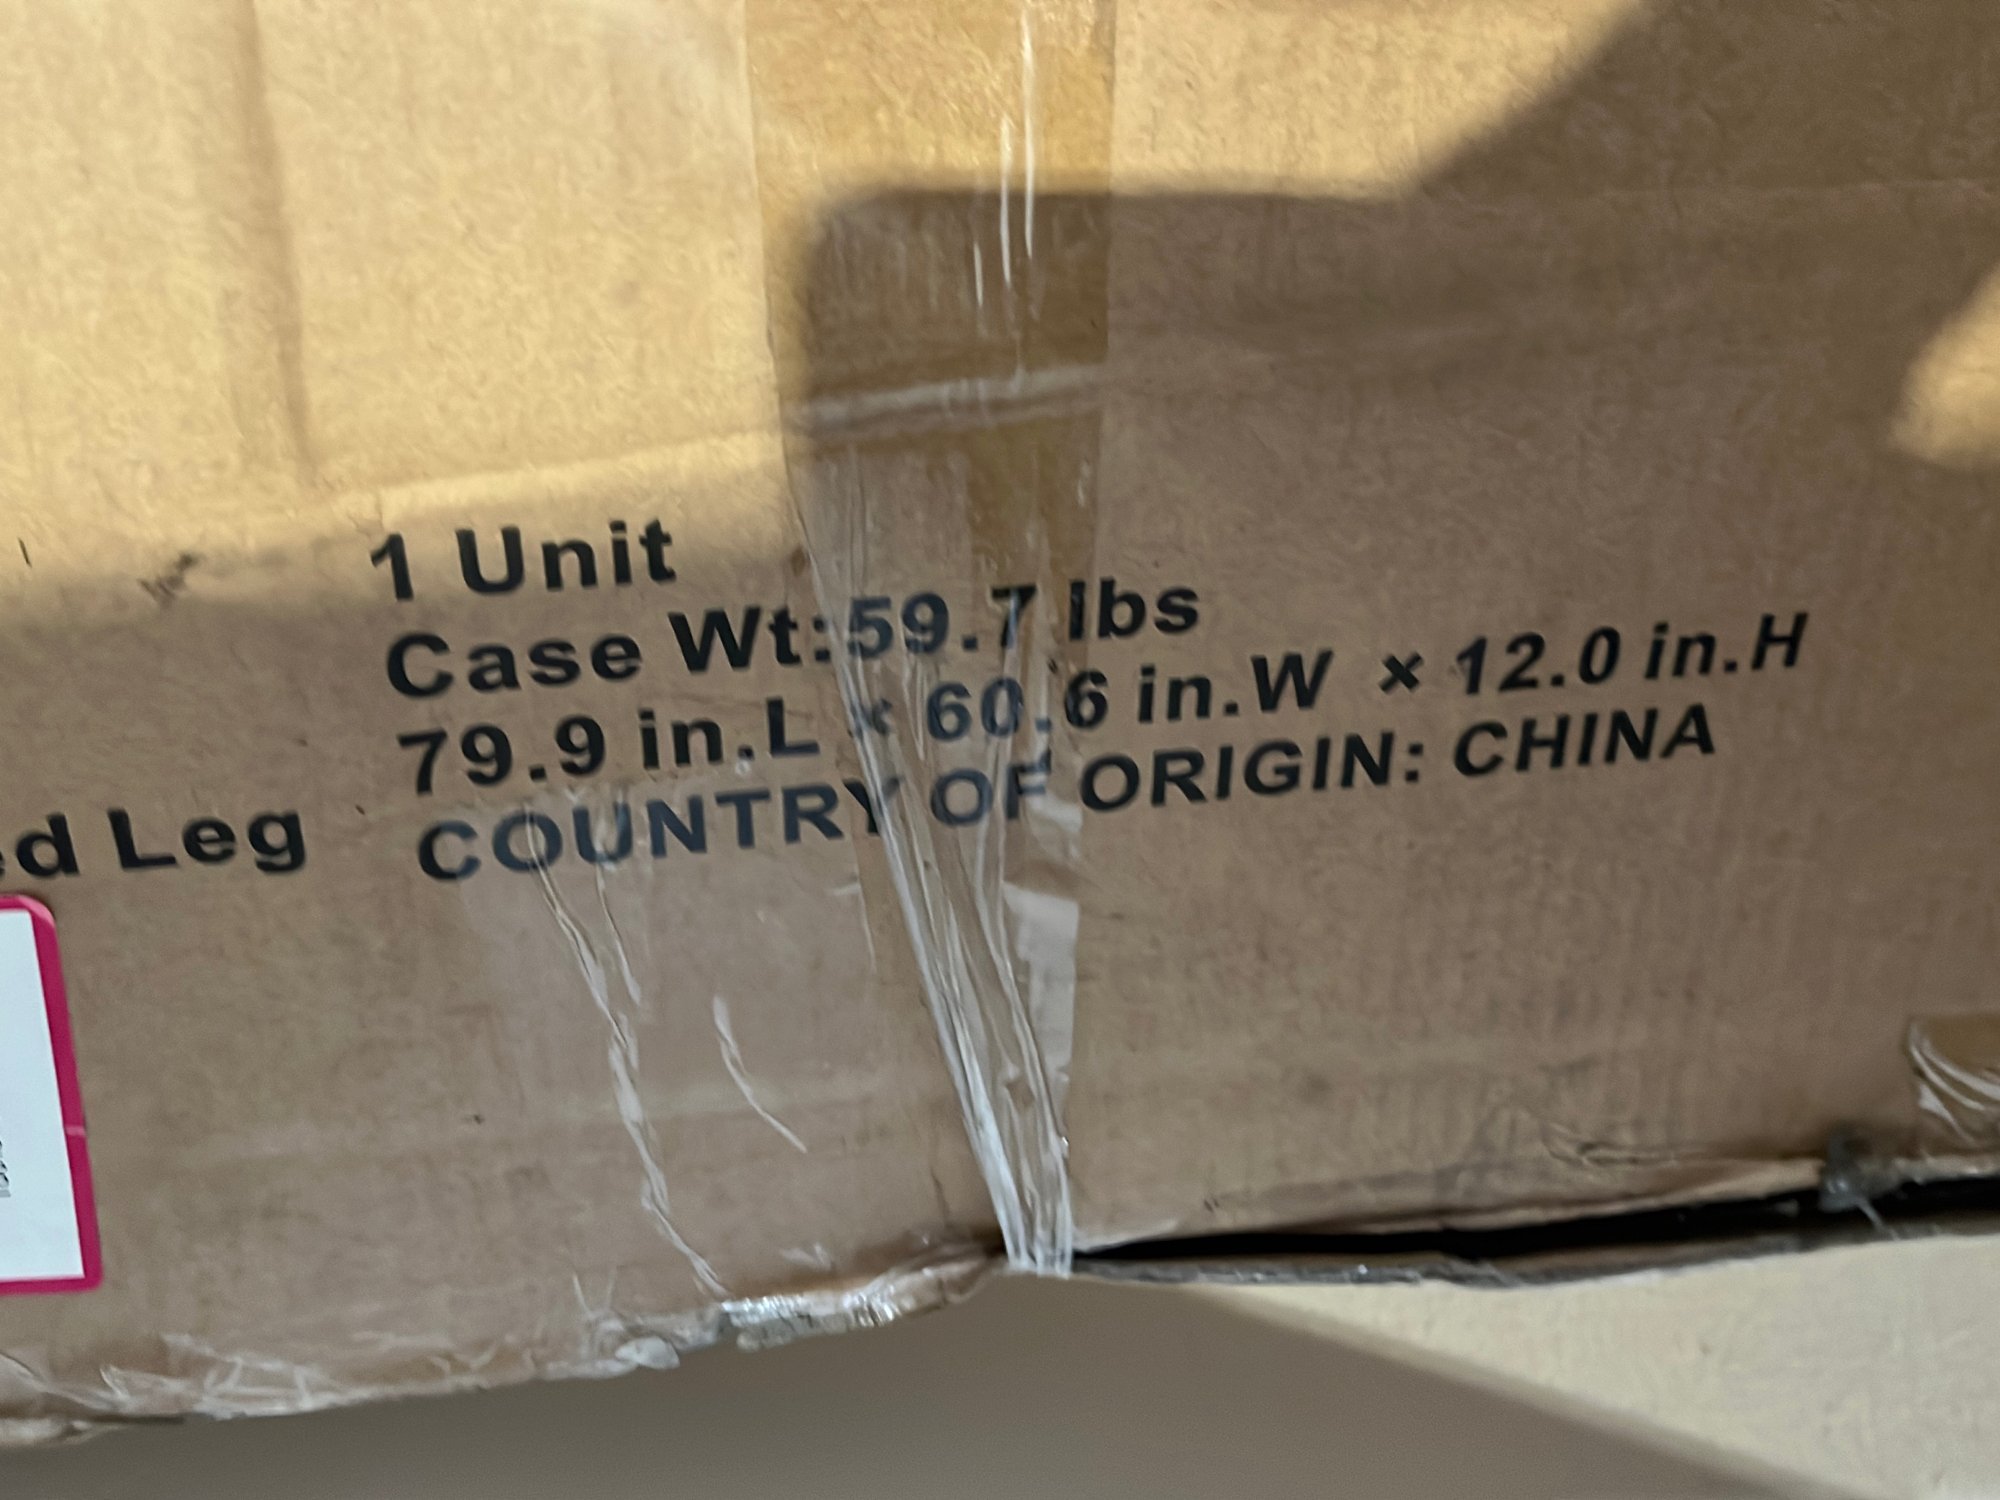 1 Unit
Case Wt:59.7 lbs
79.9 in.L × 60.6 in.W × 12.0 in.H
Leg COUNTRY OF ORIGIN: CHINA